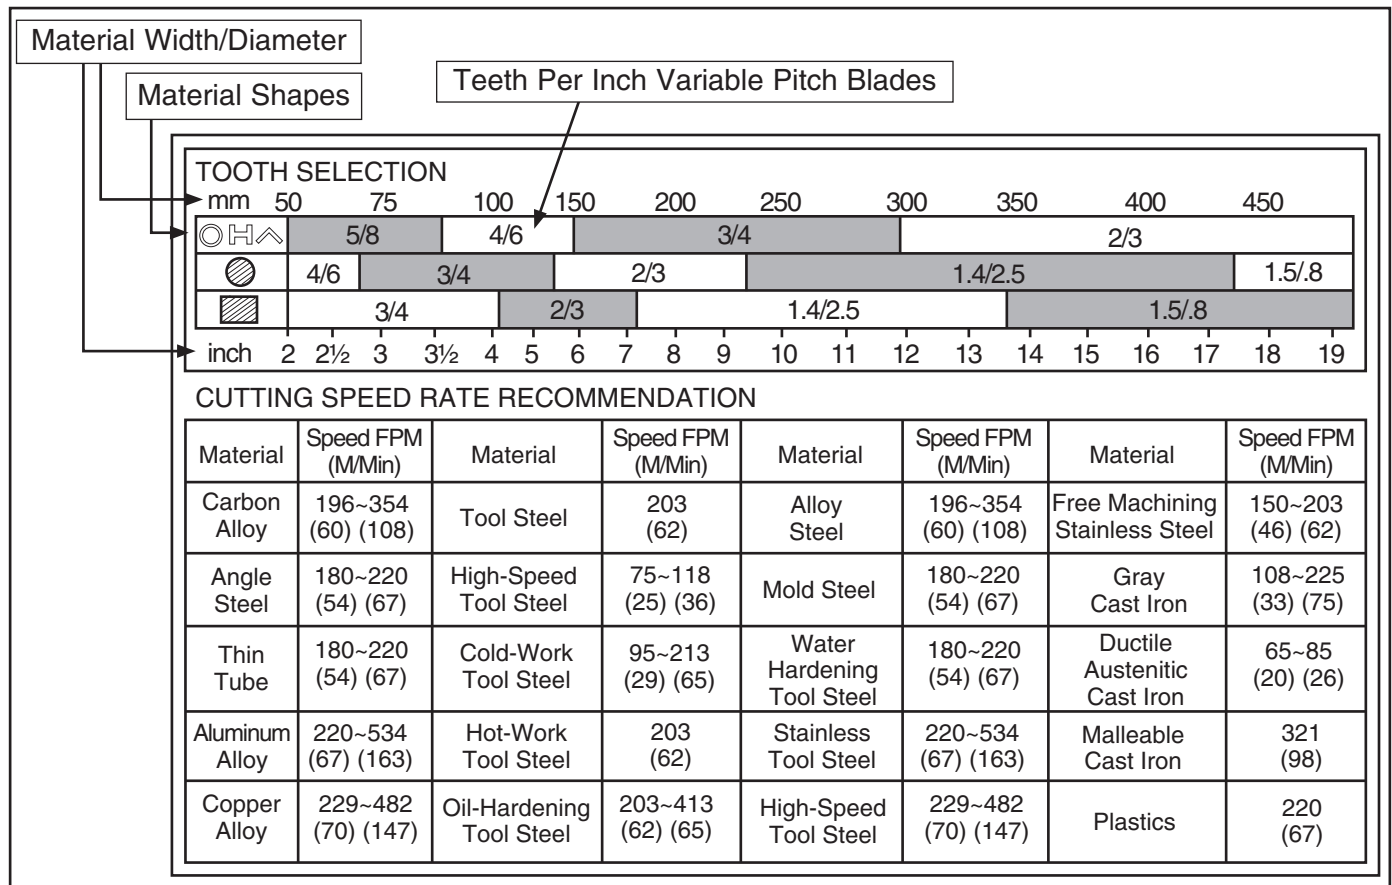 Material Width/Diameter
Material Shapes
Teeth Per Inch Variable Pitch Blades
TOOTH SELECTION
mm 50 75 100 150 200 250 300 350 400 450
5/8 4/6 3/4 2/3
4/6 3/4 2/3 1.4/2.5 1.5/.8
3/4 2/3 1.4/2.5 1.5/.8
inch 2 2½ 3 3½ 4 5 6 7 8 9 10 11 12 13 14 15 16 17 18 19
CUTTING SPEED RATE RECOMMENDATION
Material Speed FPM Material Speed FPM Material Speed FPM Material Speed FPM
(M/Min) (M/Min) (M/Min) (M/Min)
Carbon 196~354 Tool Steel 203 Alloy 196~354 Free Machining 150~203
Alloy (60) (108) (62) Steel (60) (108) Stainless Steel (46) (62)
Angle 180~220 High-Speed 75~118 Mold Steel 180~220 Gray 108~225
Steel (54) (67) Tool Steel (25) (36) (54) (67) Cast Iron (33) (75)
Thin 180~220 Cold-Work 95~213 Water 180~220 Ductile 65~85
Tube (54) (67) Tool Steel (29) (65) Hardening (54) (67) Austenitic (20) (26)
Tool Steel Cast Iron
Aluminum 220~534 Hot-Work 203 Stainless 220~534 Malleable 321
Alloy (67) (163) Tool Steel (62) Tool Steel (67) (163) Cast Iron (98)
Copper 229~482 Oil-Hardening 203~413 High-Speed 229~482 Plastics 220
Alloy (70) (147) Tool Steel (62) (65) Tool Steel (70) (147) (67)